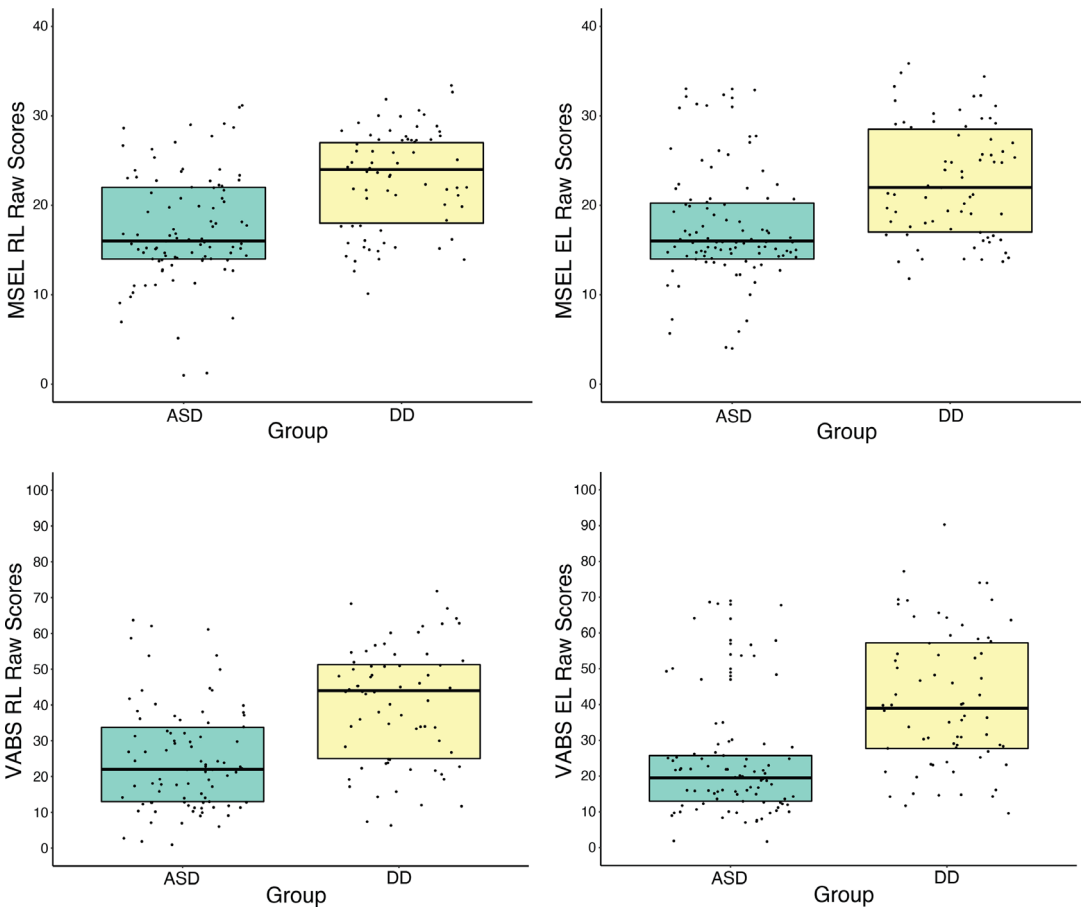 MSEL RL Raw Scores
40
30
20
10
0
ASD
DD
Group
MSEL EL Raw Scores
40
30
20
10
0
ASD
DD
Group
VABS RL Raw Scores
100
90
80
70
60
50
40
30
20
10
0
ASD
DD
Group
VABS EL Raw Scores
100
90
80
70
60
50
40
30
20
10
0
ASD
DD
Group